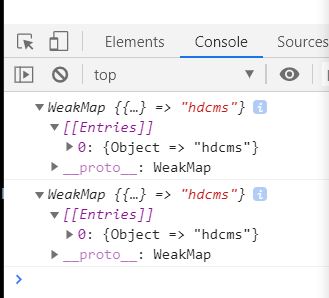 Elements Console Sources
top
WeakMap {{…} => "hdcms"} i
[[Entries]]
0: {Object => "hdcms"}
__proto__: WeakMap
WeakMap {{…} => "hdcms"} i
[[Entries]]
0: {Object => "hdcms"}
__proto__: WeakMap